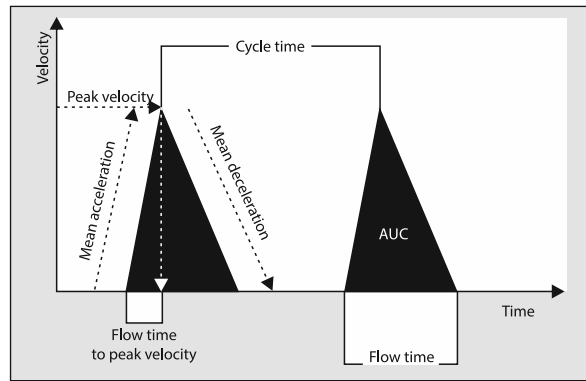 Velocity
Cycle time
Peak velocity
Mean acceleration
Mean deceleration
AUC
Time
Flow time
to peak velocity
Flow time